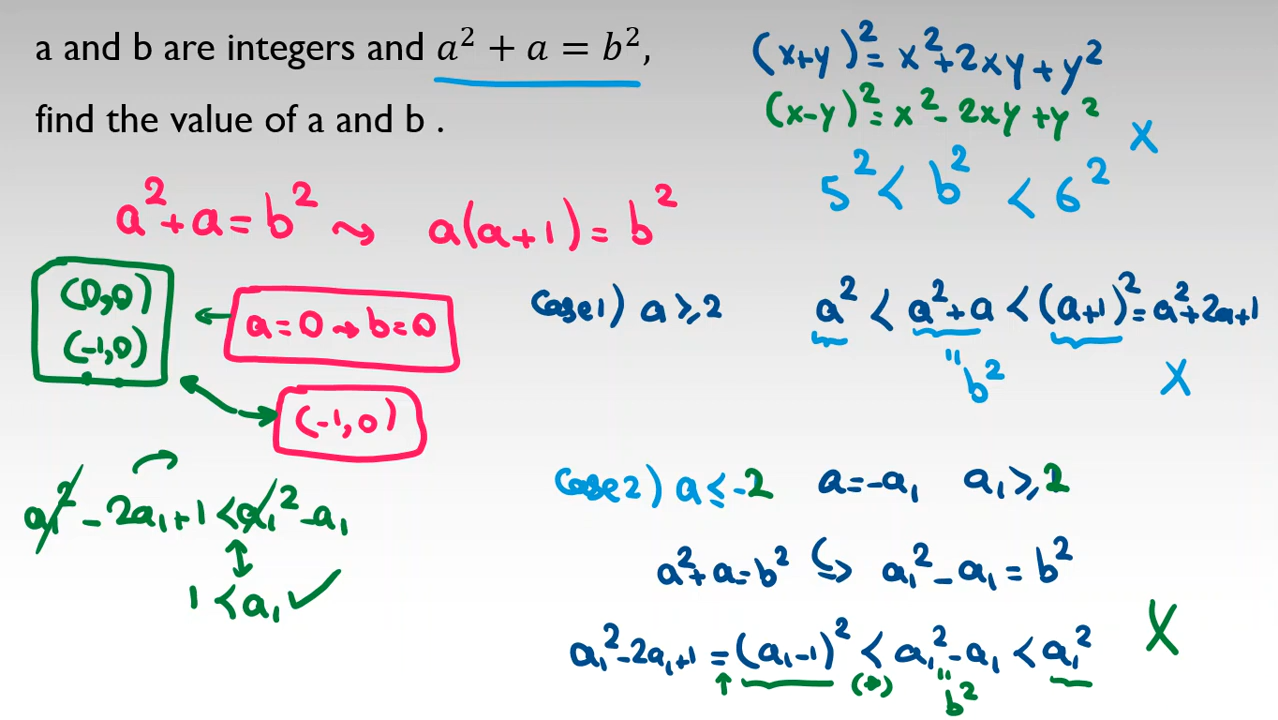 a and b are integers and a² + a = b²,
find the value of a and b .
(x+y)² = x² + 2xy + y²
(x-y)² = x² - 2xy + y²
5² < b² < 6² X
a² + a = b² ⇝ a(a+1) = b²
(0,0)
(-1,0)
← a=0 → b=0
(-1,0)
Case1) a ⩾ 2 a² < a² + a < (a+1)² = a² + 2a+1
" b² X
Case2) a ≤ -2 a = -a₁ a₁ ⩾ 2
a₁² - 2a₁ + 1 < a₁² - a₁
↕
1 < a₁ ✓
a² + a = b² ↪ a₁² - a₁ = b²
a₁² - 2a₁ + 1 = (a₁-1)² < a₁² - a₁ < a₁² X
↑ (*) " b²